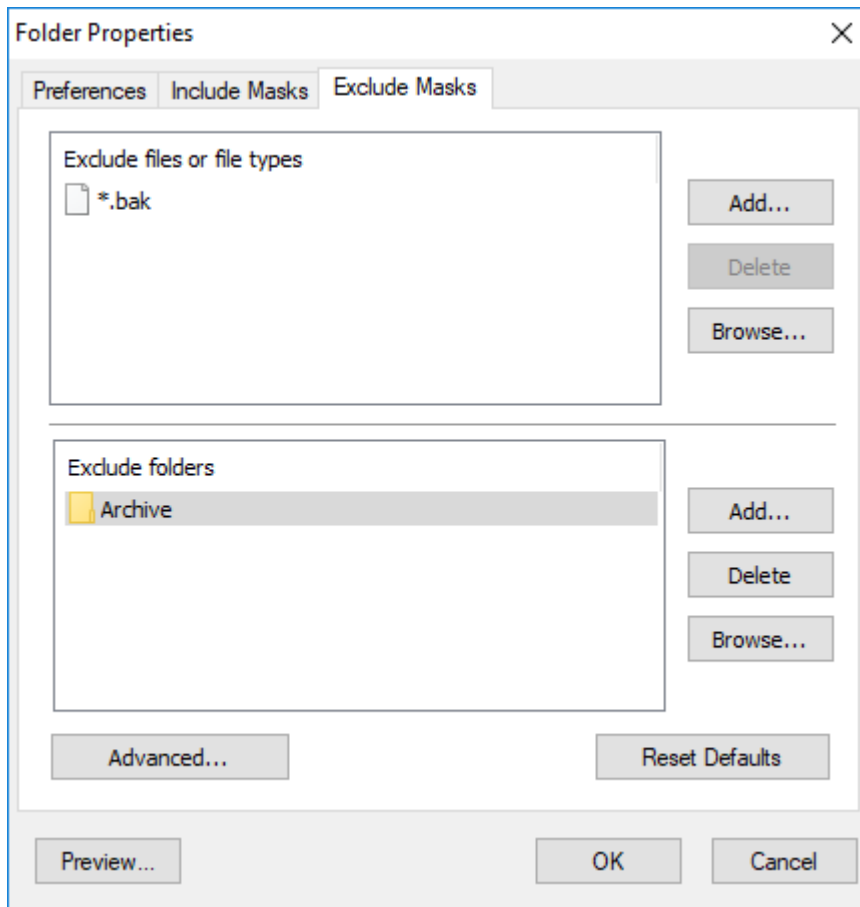 Folder Properties
Preferences Include Masks Exclude Masks
Exclude files or file types
*.bak
Add...
Delete
Browse...
Exclude folders
Archive
Add...
Delete
Browse...
Advanced... Reset Defaults
Preview... OK Cancel